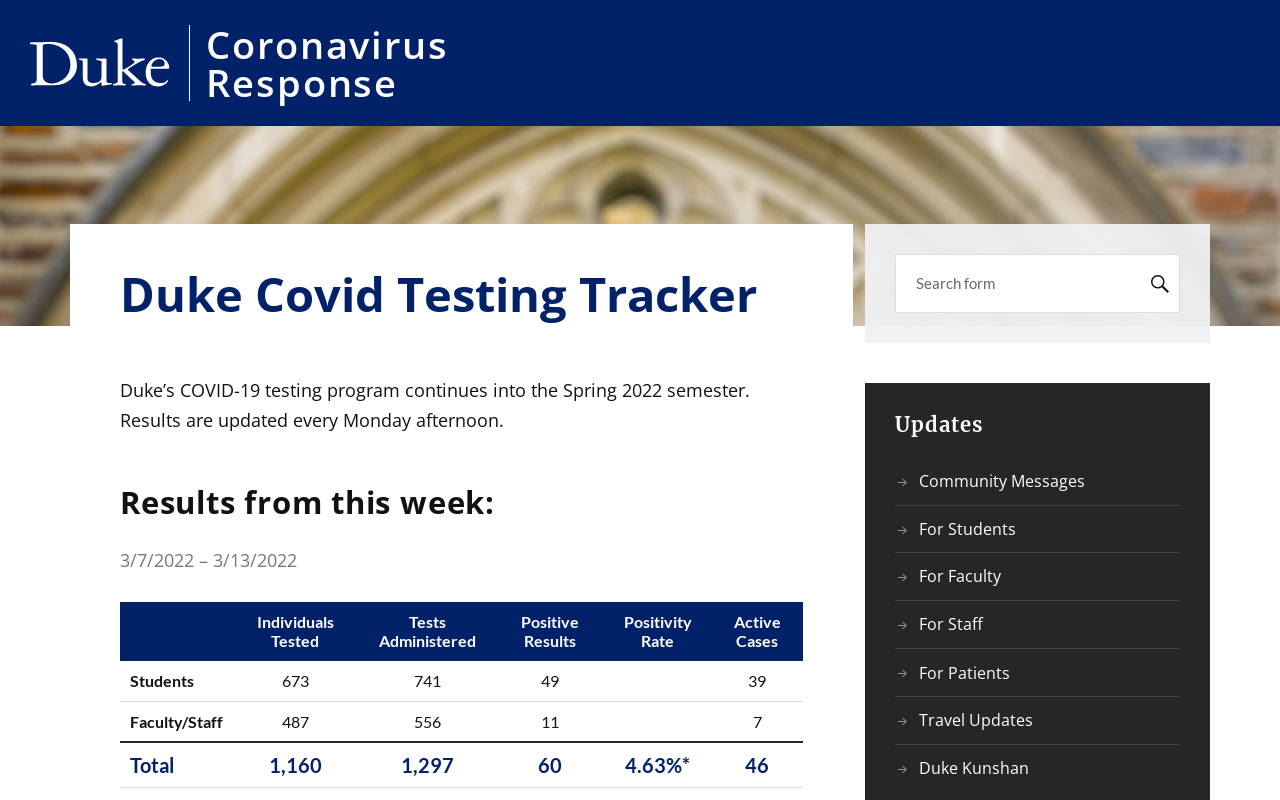 Duke
Coronavirus
Response
Duke Covid Testing Tracker
Search form
Duke’s COVID-19 testing program continues into the Spring 2022 semester.
Results are updated every Monday afternoon.
Results from this week:
3/7/2022 – 3/13/2022
Individuals Tested Tests Administered Positive Results Positivity Rate Active Cases
Students 673 741 49 39
Faculty/Staff 487 556 11 7
Total 1,160 1,297 60 4.63%* 46
Updates
Community Messages
For Students
For Faculty
For Staff
For Patients
Travel Updates
Duke Kunshan